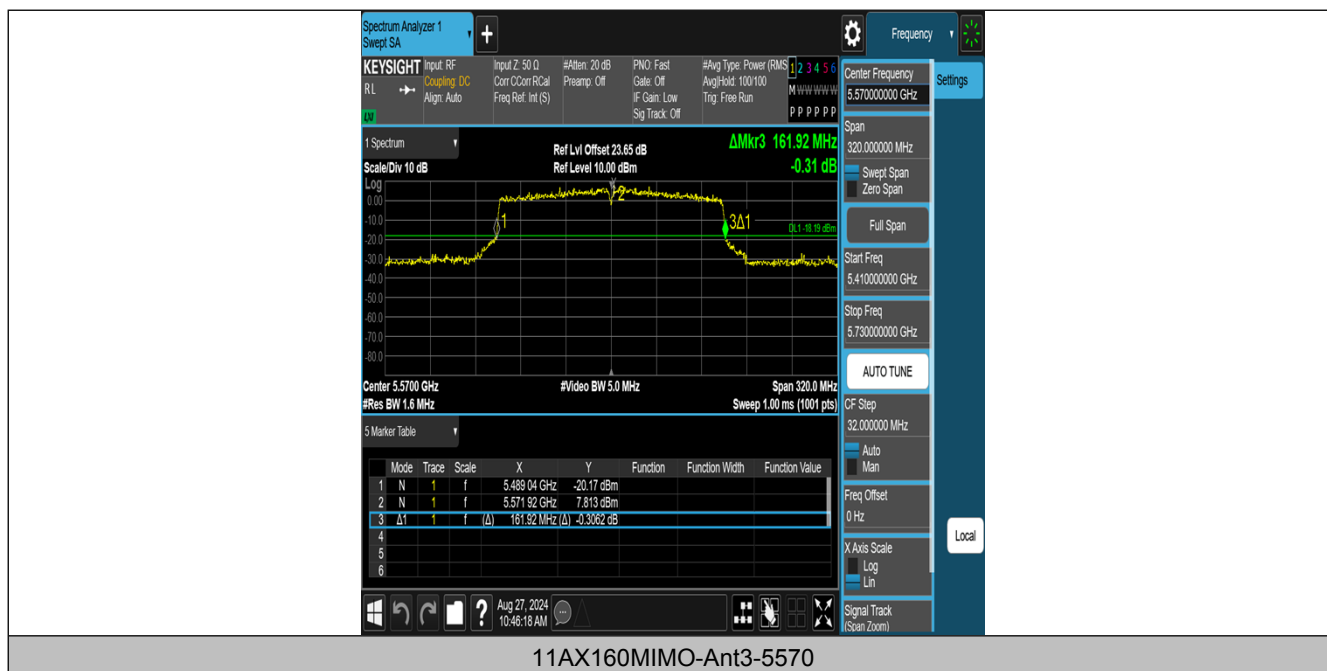 Spectrum Analyzer 1
Swept SA
+
Frequency
KEYSIGHT
RL
LXI
Input: RF
Coupling: DC
Align: Auto
Input Z: 50 Ω
Corr CCorr RCal
Freq Ref: Int (S)
#Atten: 20 dB
Preamp: Off
PNO: Fast
Gate: Off
IF Gain: Low
Sig Track: Off
#Avg Type: Power (RMS
Avg|Hold: 100/100
Trig: Free Run
1 2 3 4 5 6
M W W W W W
P P P P P P
1 Spectrum
Scale/Div 10 dB
Ref Lvl Offset 23.65 dB
Ref Level 10.00 dBm
ΔMkr3 161.92 MHz
-0.31 dB
Log
0.00
-10.0
-20.0
-30.0
-40.0
-50.0
-60.0
-70.0
-80.0
1
2
3Δ1
DL1 -18.19 dBm
Center 5.5700 GHz
#Video BW 5.0 MHz
Span 320.0 MHz
#Res BW 1.6 MHz
Sweep 1.00 ms (1001 pts)
5 Marker Table
Mode Trace Scale X Y Function Function Width Function Value
1 N 1 f 5.489 04 GHz -20.17 dBm
2 N 1 f 5.571 92 GHz 7.813 dBm
3 Δ1 1 f (Δ) 161.92 MHz (Δ) -0.3062 dB
4
5
6
?
Aug 27, 2024
10:46:18 AM
Center Frequency
5.570000000 GHz
Settings
Span
320.000000 MHz
Swept Span
Zero Span
Full Span
Start Freq
5.410000000 GHz
Stop Freq
5.730000000 GHz
AUTO TUNE
CF Step
32.000000 MHz
Auto
Man
Freq Offset
0 Hz
X Axis Scale
Log
Lin
Local
Signal Track
(Span Zoom)
11AX160MIMO-Ant3-5570